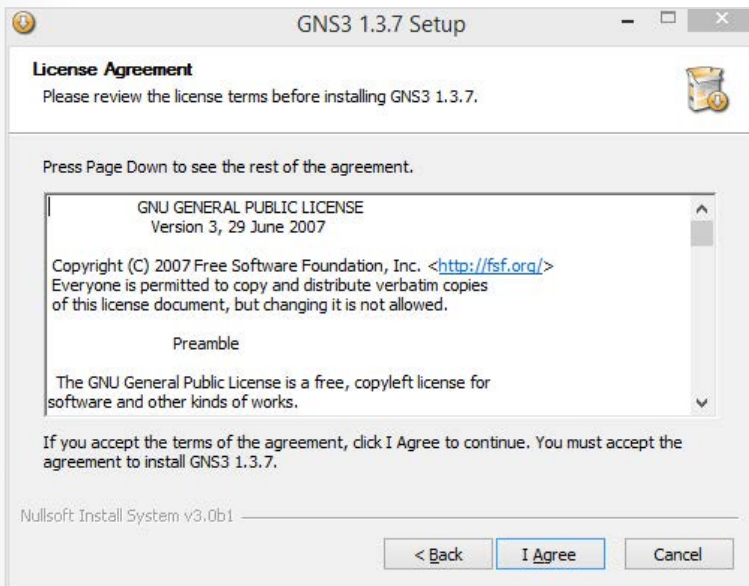 GNS3 1.3.7 Setup
License Agreement
Please review the license terms before installing GNS3 1.3.7.
Press Page Down to see the rest of the agreement.
GNU GENERAL PUBLIC LICENSE
Version 3, 29 June 2007
Copyright (C) 2007 Free Software Foundation, Inc. <http://fsf.org/>
Everyone is permitted to copy and distribute verbatim copies
of this license document, but changing it is not allowed.
Preamble
The GNU General Public License is a free, copyleft license for
software and other kinds of works.
If you accept the terms of the agreement, click I Agree to continue. You must accept the
agreement to install GNS3 1.3.7.
Nullsoft Install System v3.0b1
< Back I Agree Cancel